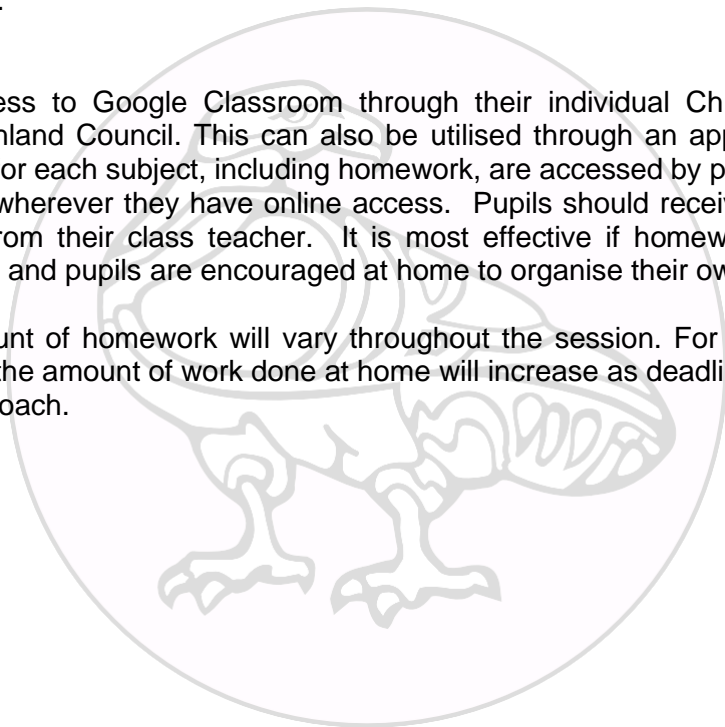 .
ess to Google Classroom through their individual Ch
nland Council. This can also be utilised through an app
or each subject, including homework, are accessed by p
wherever they have online access. Pupils should receiv
rom their class teacher. It is most effective if homew
and pupils are encouraged at home to organise their ow
unt of homework will vary throughout the session. For
the amount of work done at home will increase as deadli
oach.